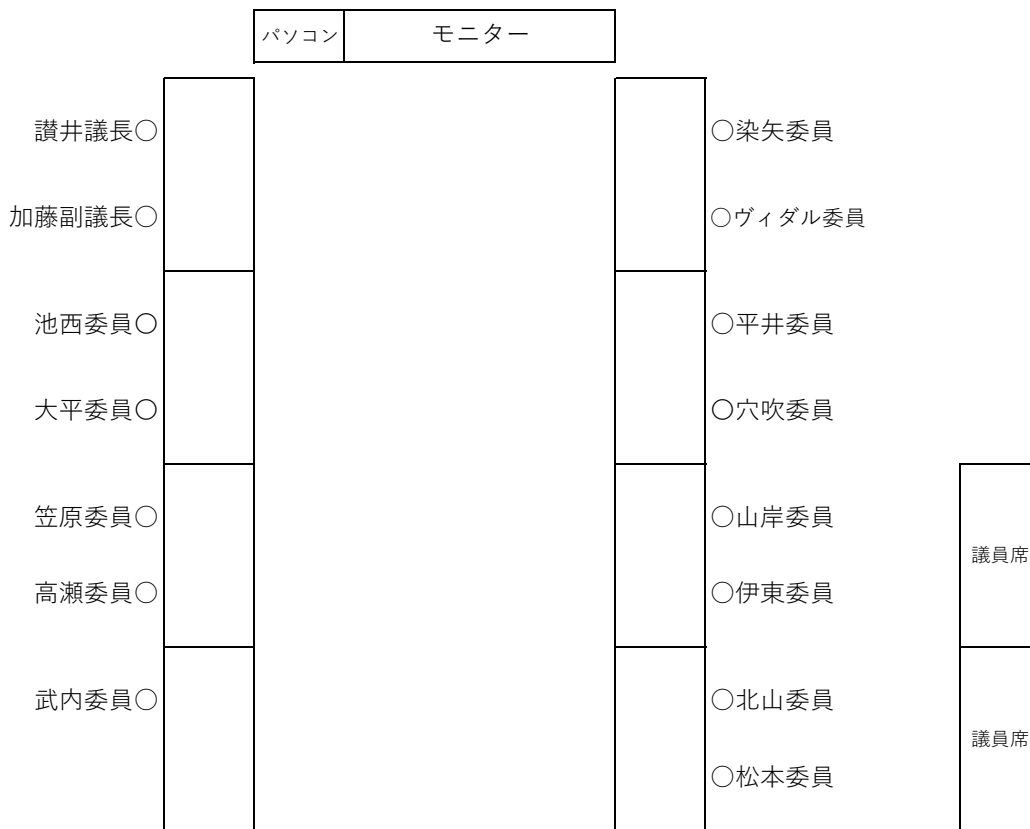 パソコン モニター
讃井議長○ ○染矢委員
加藤副議長○ ○ヴィダル委員
池西委員○ ○平井委員
大平委員○ ○穴吹委員
笠原委員○ ○山岸委員
議員席
高瀬委員○ ○伊東委員
武内委員○ ○北山委員
議員席
○松本委員